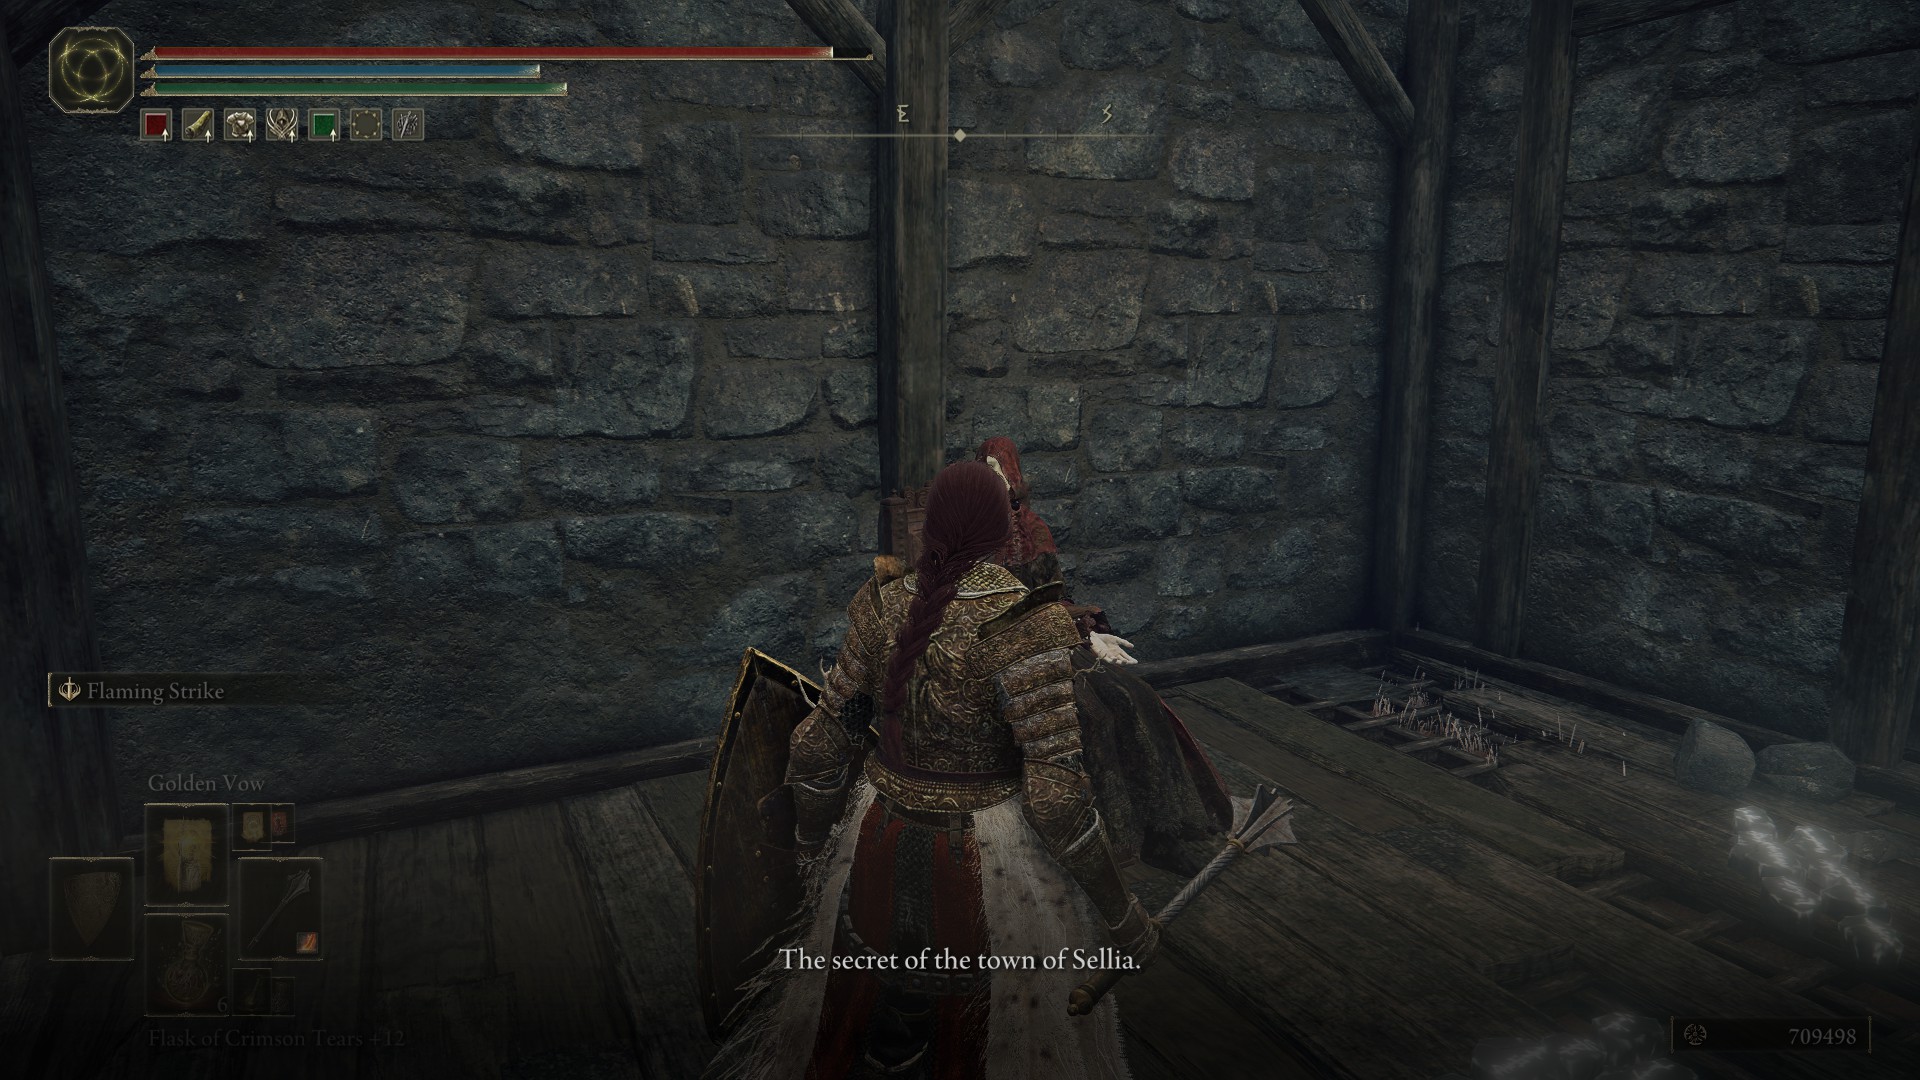 E S
Flaming Strike
Golden Vow
6
Flask of Crimson Tears +12
The secret of the town of Sellia.
709498